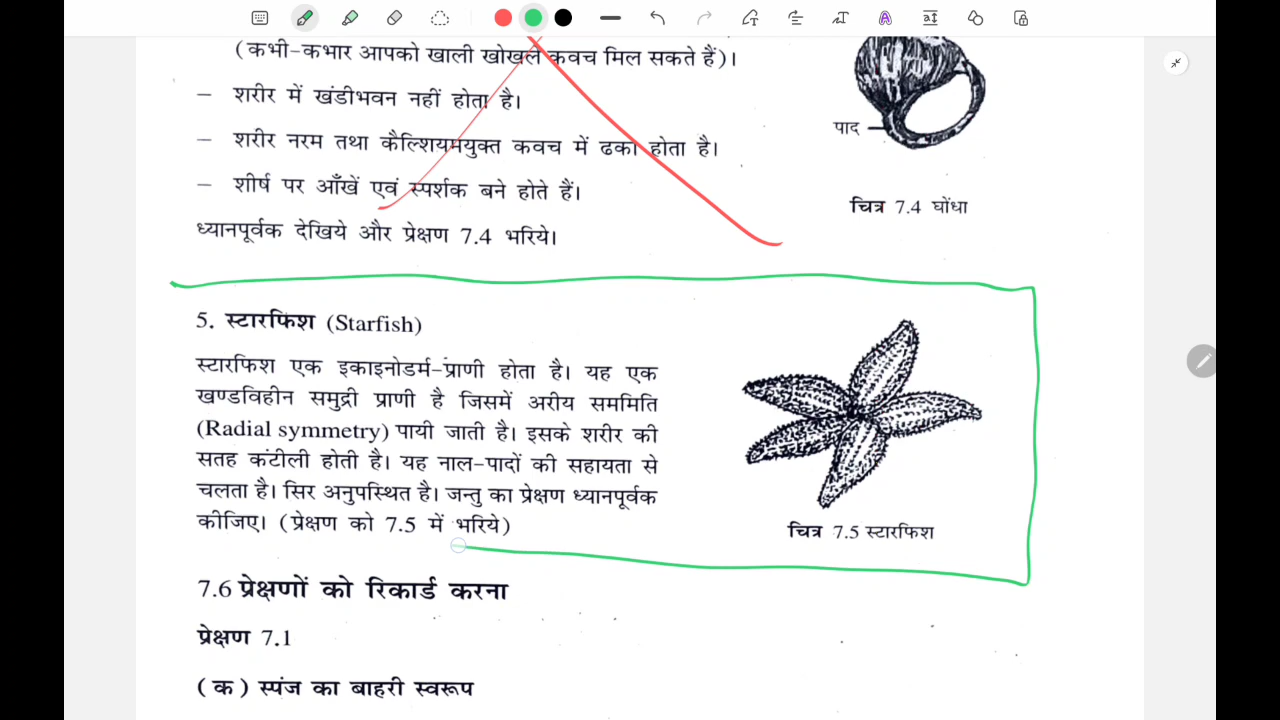 (कभी-कभार आपको खाली खोखले कवच मिल सकते हैं)।
– शरीर में खंडीभवन नहीं होता है।
– शरीर नरम तथा कैल्शियमयुक्त कवच में ढका होता है।
पाद
– शीर्ष पर आँखें एवं स्पर्शक बने होते हैं।
चित्र 7.4 घोंघा
ध्यानपूर्वक देखिये और प्रेक्षण 7.4 भरिये।
5. स्टारफिश (Starfish)
स्टारफिश एक इकाइनोडर्म-प्राणी होता है। यह एक
खण्डविहीन समुद्री प्राणी है जिसमें अरीय सममिति
(Radial symmetry) पायी जाती है। इसके शरीर की
सतह कंटीली होती है। यह नाल-पादों की सहायता से
चलता है। सिर अनुपस्थित है। जन्तु का प्रेक्षण ध्यानपूर्वक
कीजिए। (प्रेक्षण को 7.5 में भरिये)
चित्र 7.5 स्टारफिश
7.6 प्रेक्षणों को रिकार्ड करना
प्रेक्षण 7.1
(क) स्पंज का बाहरी स्वरूप